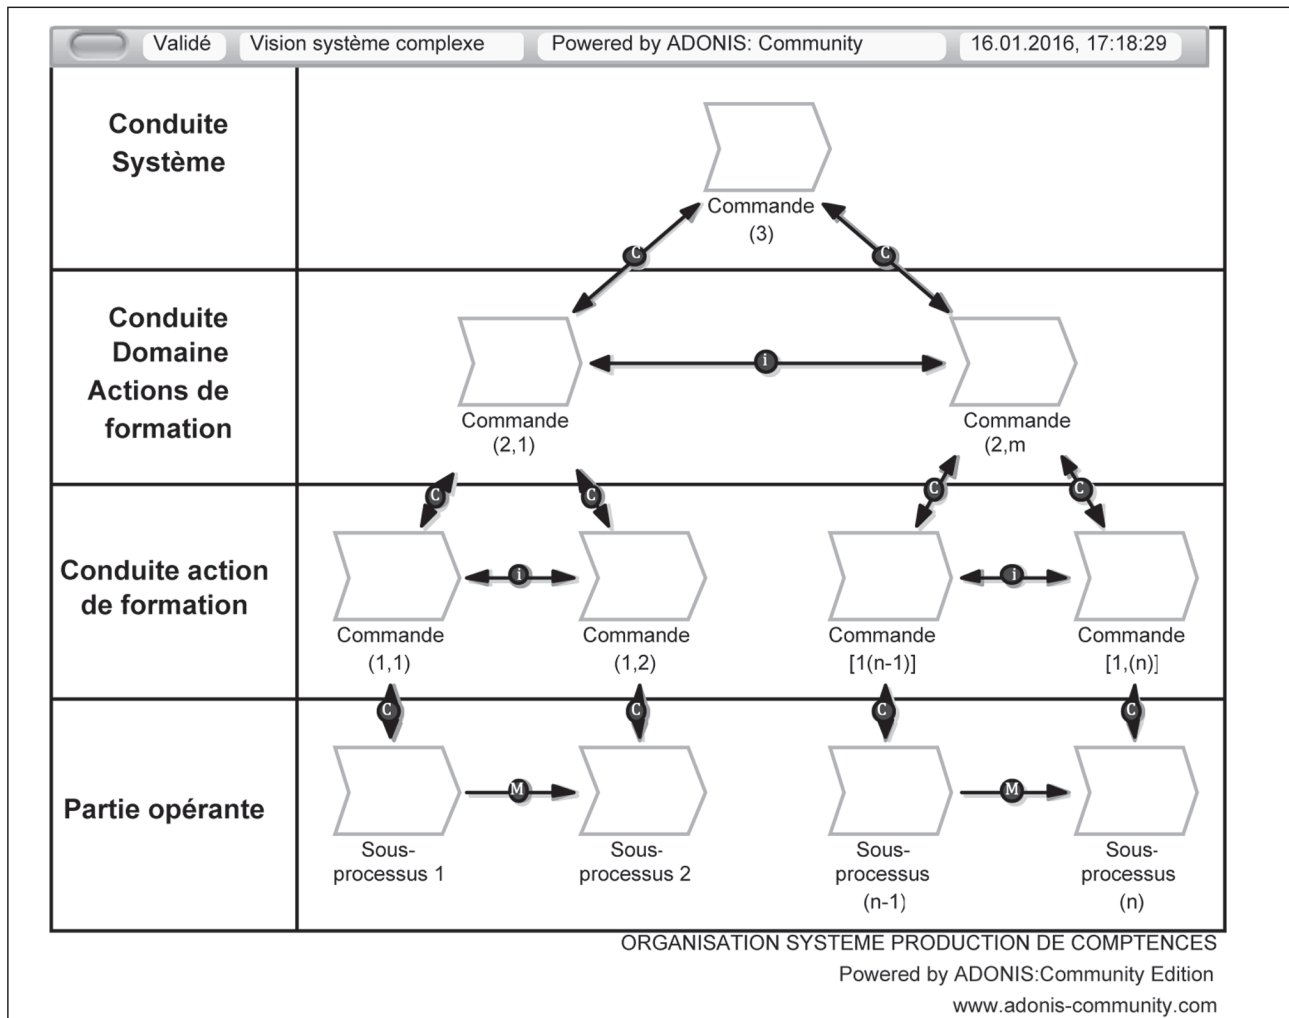 Validé
Vision système complexe
Powered by ADONIS: Community
16.01.2016, 17:18:29
Conduite
Système
Commande
(3)
C
C
Conduite
Domaine
Actions de
formation
i
Commande
(2,1)
Commande
(2,m
C
C
C
C
Conduite action
de formation
i
i
Commande
(1,1)
Commande
(1,2)
Commande
[1(n-1)]
Commande
[1,(n)]
C
C
C
C
Partie opérante
M
M
Sous-
processus 1
Sous-
processus 2
Sous-
processus
(n-1)
Sous-
processus
(n)
ORGANISATION SYSTEME PRODUCTION DE COMPTENCES
Powered by ADONIS:Community Edition
www.adonis-community.com